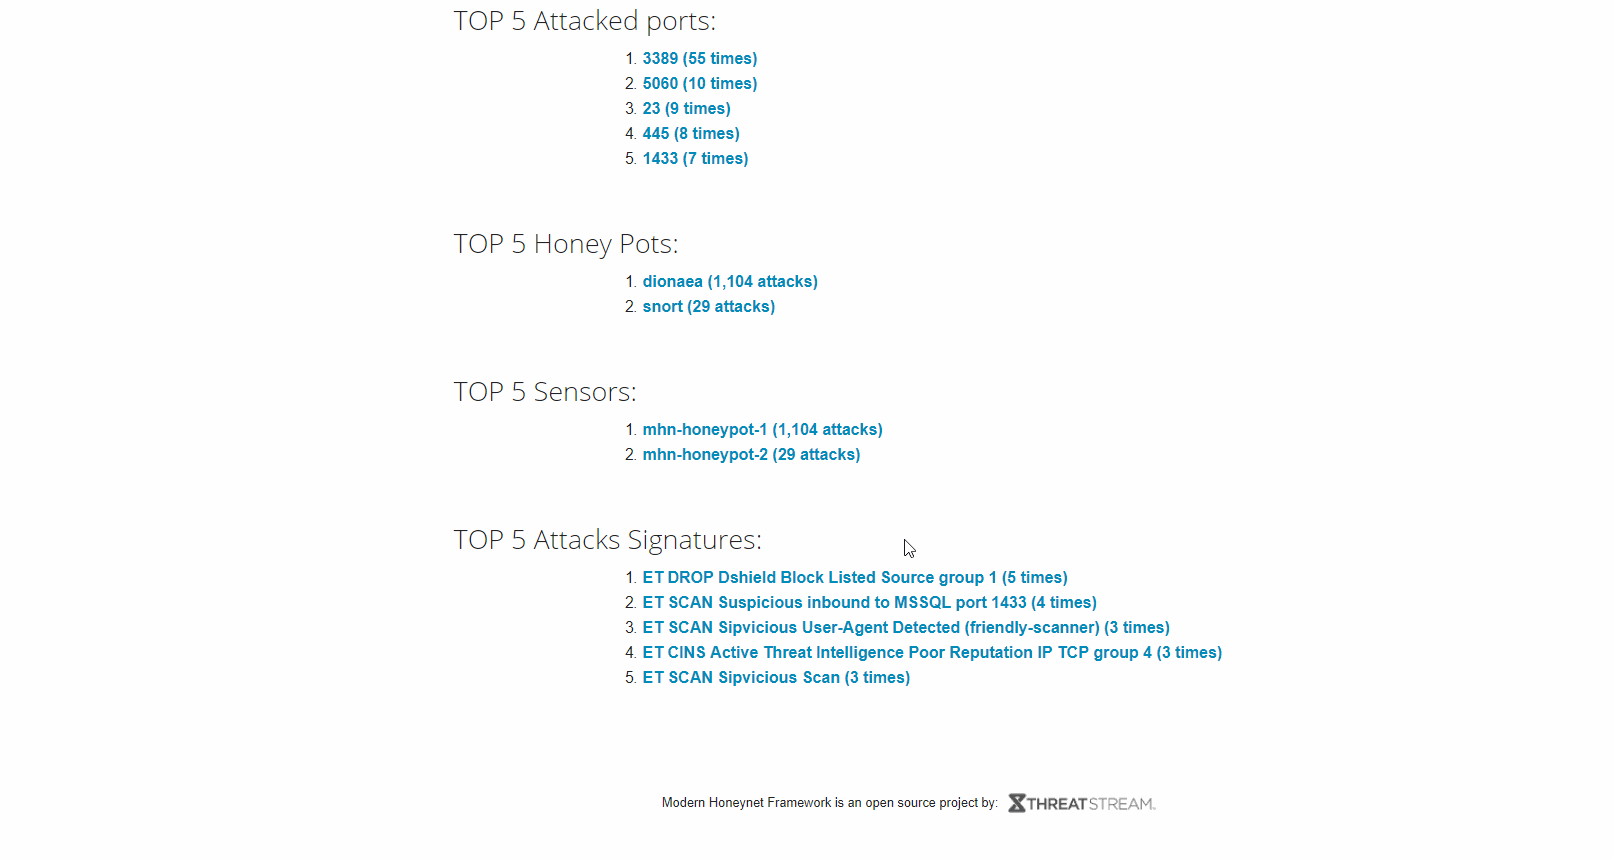 TOP 5 Attacked ports:
1. 3389 (55 times)
2. 5060 (10 times)
3. 23 (9 times)
4. 445 (8 times)
5. 1433 (7 times)
TOP 5 Honey Pots:
1. dionaea (1,104 attacks)
2. snort (29 attacks)
TOP 5 Sensors:
1. mhn-honeypot-1 (1,104 attacks)
2. mhn-honeypot-2 (29 attacks)
TOP 5 Attacks Signatures:
1. ET DROP Dshield Block Listed Source group 1 (5 times)
2. ET SCAN Suspicious inbound to MSSQL port 1433 (4 times)
3. ET SCAN Sipvicious User-Agent Detected (friendly-scanner) (3 times)
4. ET CINS Active Threat Intelligence Poor Reputation IP TCP group 4 (3 times)
5. ET SCAN Sipvicious Scan (3 times)
Modern Honeynet Framework is an open source project by: THREATSTREAM.